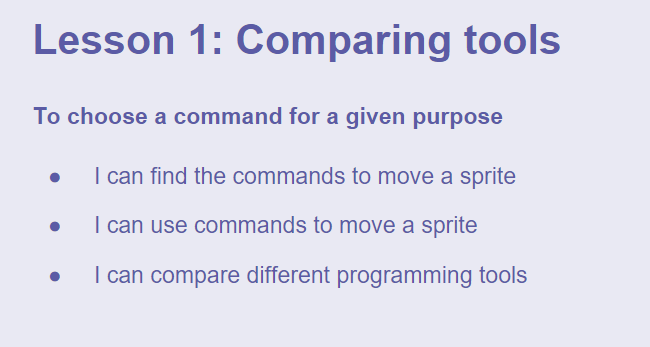 Lesson 1: Comparing tools
To choose a command for a given purpose
● I can find the commands to move a sprite
● I can use commands to move a sprite
● I can compare different programming tools